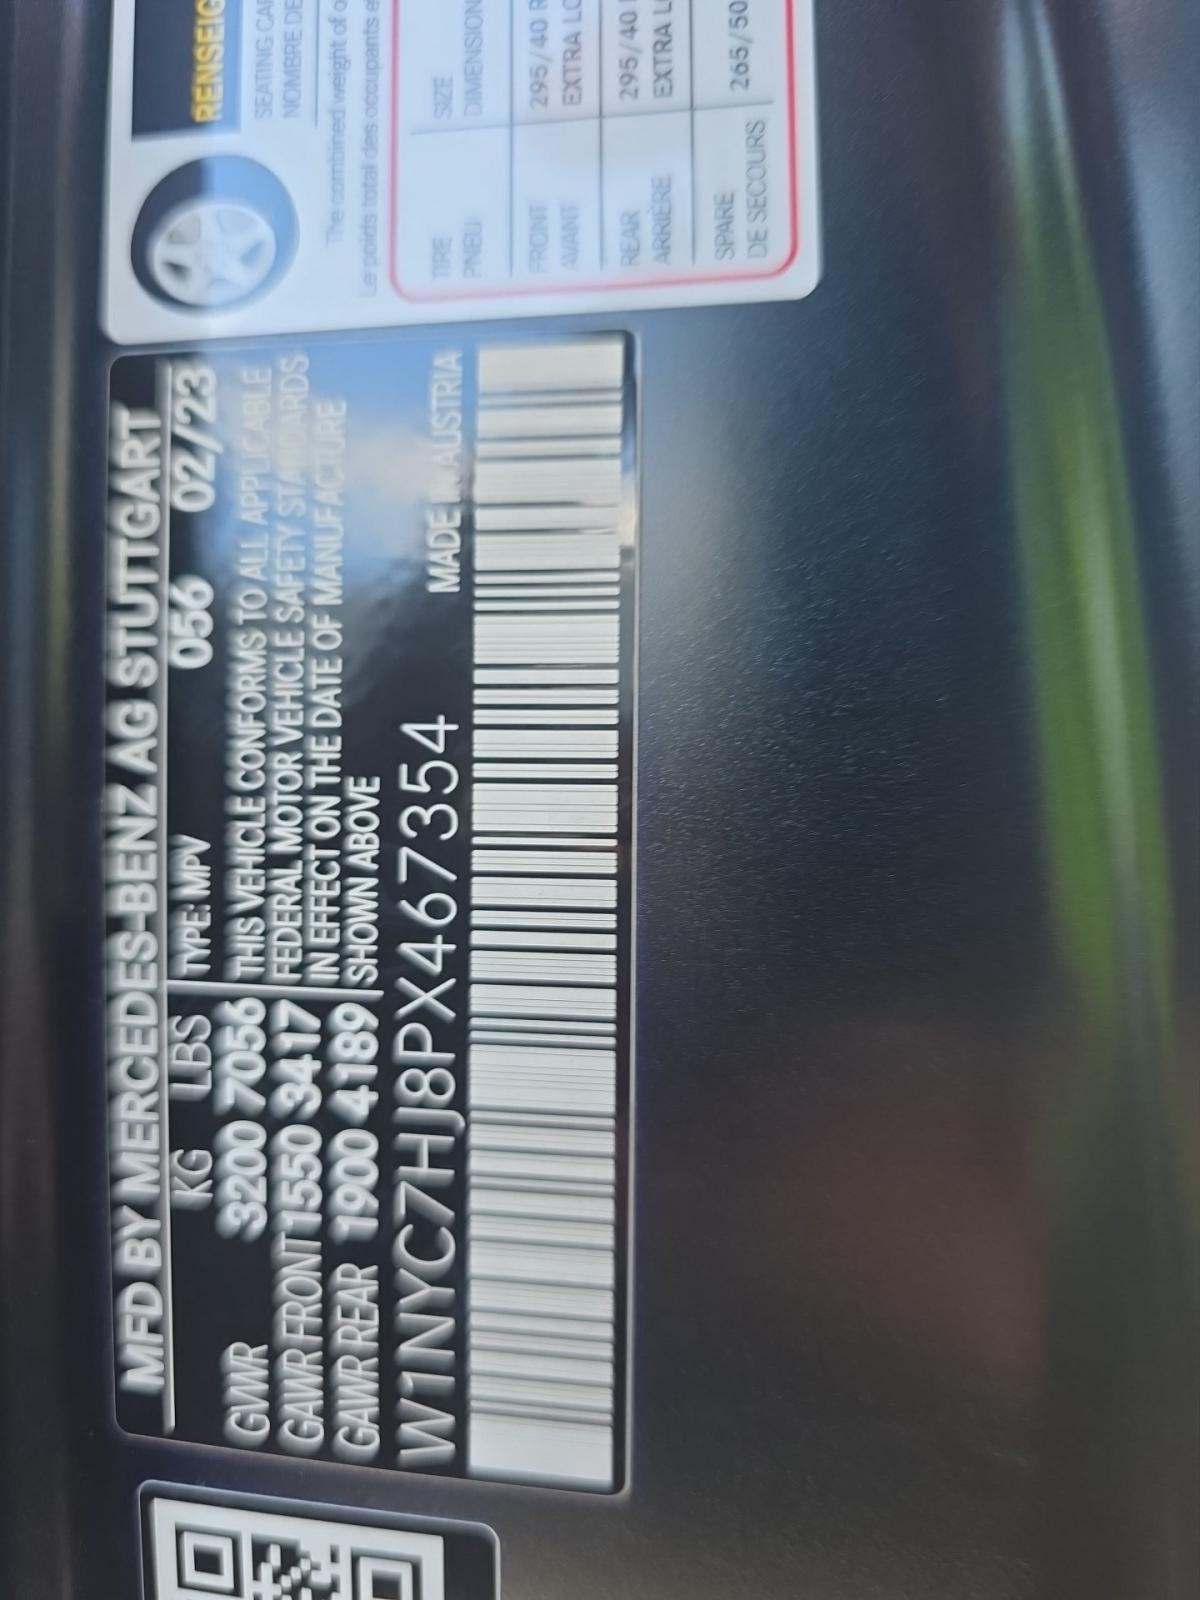 MFD BY MERCEDES-BENZ AG STUTTGART
KG LBS TYPE: MPV 056 02/23
GVWR 3200 7056 THIS VEHICLE CONFORMS TO ALL APPLICABLE
GAWR FRONT 1550 3417 FEDERAL MOTOR VEHICLE SAFETY STANDARDS
GAWR REAR 1900 4189 IN EFFECT ON THE DATE OF MANUFACTURE
SHOWN ABOVE
W1NYC7HJ8PX467354 MADE AUSTRIA
RENSEIG
SEATING CA
NOMBRE DE
The combined weight of o
Le poids total des occupants e
TIRE SIZE
PNEU DIMENSION
FRONT 295/40 R
AVANT EXTRA LO
REAR 295/40
ARRIÈRE EXTRA L
SPARE 265/50
DE SECOURS